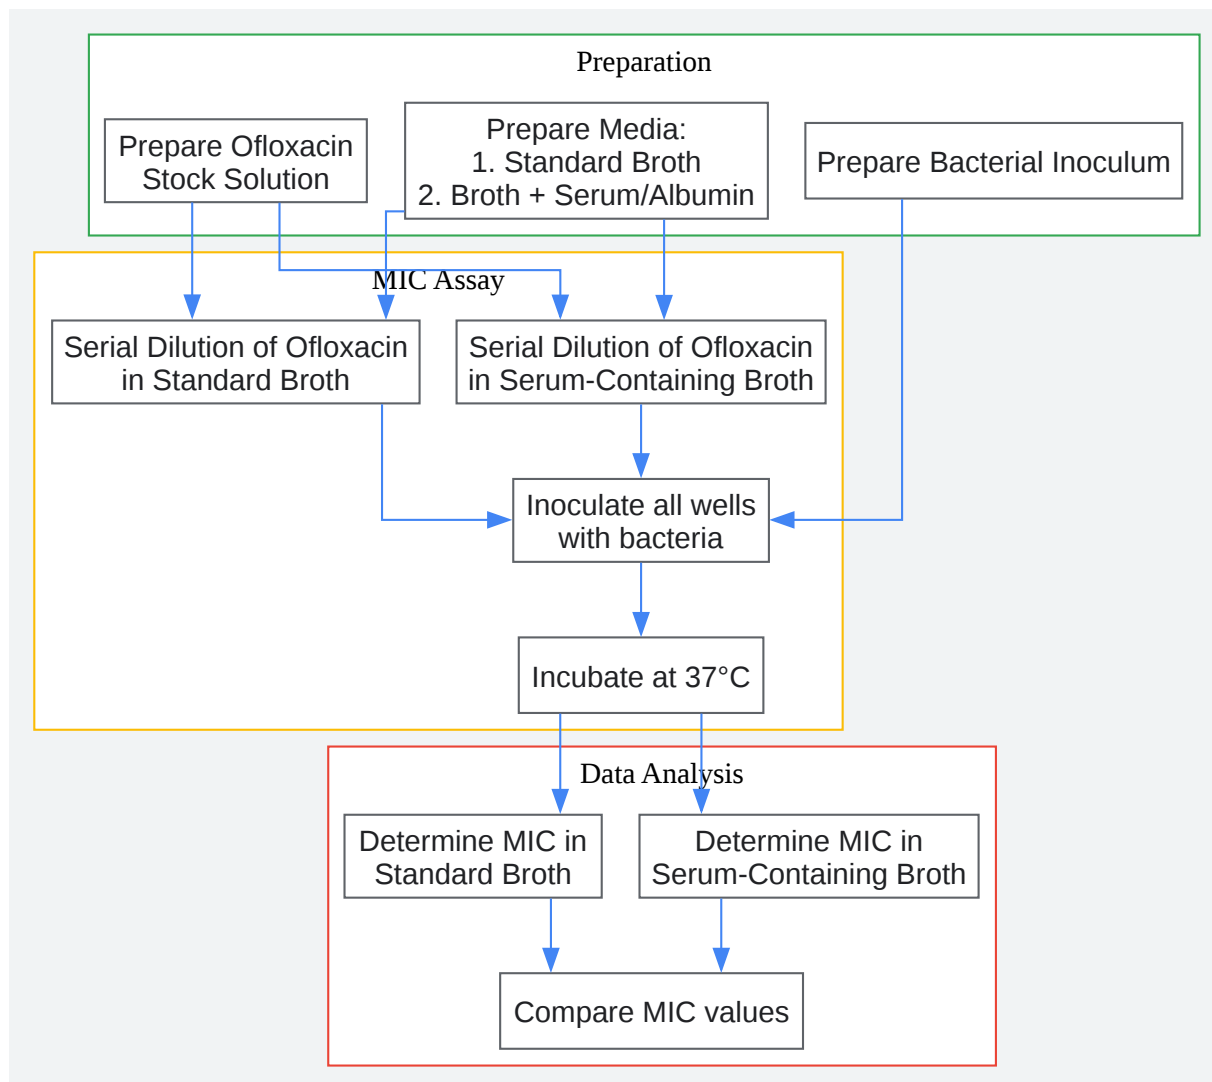 Preparation
Prepare Ofloxacin
Stock Solution
Prepare Media:
1. Standard Broth
2. Broth + Serum/Albumin
Prepare Bacterial Inoculum
MIC Assay
Serial Dilution of Ofloxacin
in Standard Broth
Serial Dilution of Ofloxacin
in Serum-Containing Broth
Inoculate all wells
with bacteria
Incubate at 37°C
Data Analysis
Determine MIC in
Standard Broth
Determine MIC in
Serum-Containing Broth
Compare MIC values